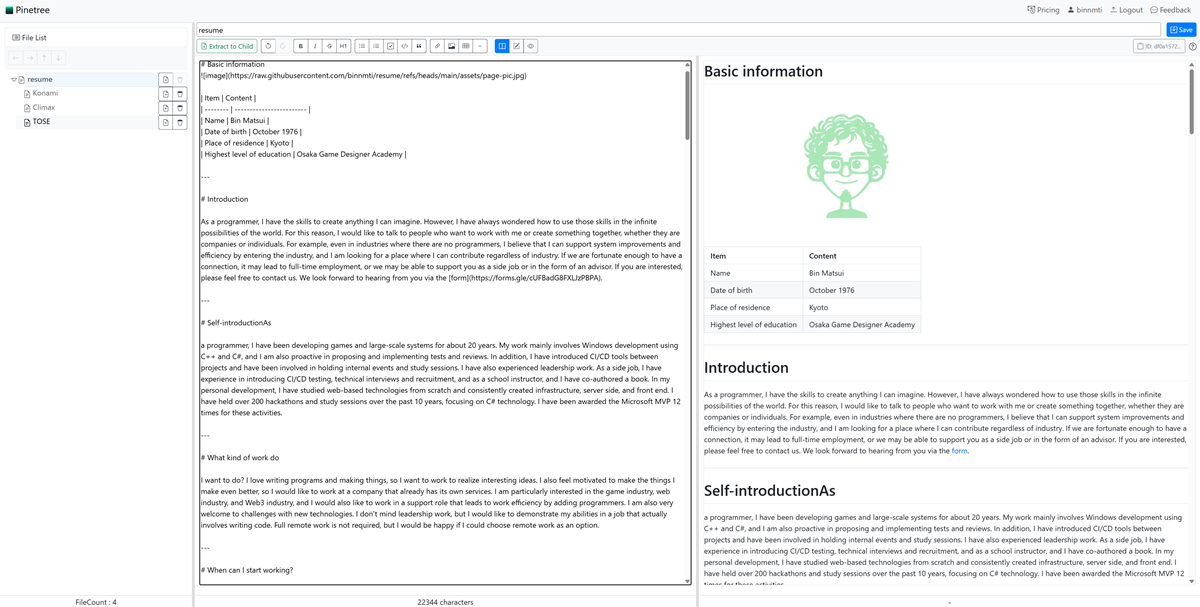 Pinetree
Pricing
binnmti
Logout
Feedback
File List
resume
Konami
Climax
TOSE
resume
Save
Extract to Child
B I S H1
ID: df0a1572...
# Basic information
![image](https://raw.githubusercontent.com/binnmti/resume/refs/heads/main/assets/page-pic.jpg)
| Item | Content |
| -------- | ------------------------ |
| Name | Bin Matsui |
| Date of birth | October 1976 |
| Place of residence | Kyoto |
| Highest level of education | Osaka Game Designer Academy |
---
# Introduction
As a programmer, I have the skills to create anything I can imagine. However, I have always wondered how to use those skills in the infinite
possibilities of the world. For this reason, I would like to talk to people who want to work with me or create something together, whether they are
companies or individuals. For example, even in industries where there are no programmers, I believe that I can support system improvements and
efficiency by entering the industry, and I am looking for a place where I can contribute regardless of industry. If we are fortunate enough to have a
connection, it may lead to full-time employment, or we may be able to support you as a side job or in the form of an advisor. If you are interested,
please feel free to contact us. We look forward to hearing from you via the [form](https://forms.gle/cUFBadG8FXLJzPBPA).
---
# Self-introductionAs
a programmer, I have been developing games and large-scale systems for about 20 years. My work mainly involves Windows development using
C++ and C#, and I am also proactive in proposing and implementing tests and reviews. In addition, I have introduced CI/CD tools between
projects and have been involved in holding internal events and study sessions. I have also experienced leadership work. As a side job, I have
experience in introducing CI/CD testing, technical interviews and recruitment, and as a school instructor, and I have co-authored a book. In my
personal development, I have studied web-based technologies from scratch and consistently created infrastructure, server side, and front end. I
have held over 200 hackathons and study sessions over the past 10 years, focusing on C# technology. I have been awarded the Microsoft MVP 12
times for these activities.
---
# What kind of work do
I want to do? I love writing programs and making things, so I want to work to realize interesting ideas. I also feel motivated to make the things I
make even better, so I would like to work at a company that already has its own services. I am particularly interested in the game industry, web
industry, and Web3 industry, and I would also like to work in a support role that leads to work efficiency by adding programmers. I am also very
welcome to challenges with new technologies. I don't mind leadership work, but I would like to demonstrate my abilities in a job that actually
involves writing code. Full remote work is not required, but I would be happy if I could choose remote work as an option.
---
# When can I start working?
Basic information
Item Content
Name Bin Matsui
Date of birth October 1976
Place of residence Kyoto
Highest level of education Osaka Game Designer Academy
Introduction
As a programmer, I have the skills to create anything I can imagine. However, I have always wondered how to use those skills in the infinite
possibilities of the world. For this reason, I would like to talk to people who want to work with me or create something together, whether they are
companies or individuals. For example, even in industries where there are no programmers, I believe that I can support system improvements and
efficiency by entering the industry, and I am looking for a place where I can contribute regardless of industry. If we are fortunate enough to have a
connection, it may lead to full-time employment, or we may be able to support you as a side job or in the form of an advisor. If you are interested,
please feel free to contact us. We look forward to hearing from you via the form.
Self-introductionAs
a programmer, I have been developing games and large-scale systems for about 20 years. My work mainly involves Windows development using
C++ and C#, and I am also proactive in proposing and implementing tests and reviews. In addition, I have introduced CI/CD tools between
projects and have been involved in holding internal events and study sessions. I have also experienced leadership work. As a side job, I have
experience in introducing CI/CD testing, technical interviews and recruitment, and as a school instructor, and I have co-authored a book. In my
personal development, I have studied web-based technologies from scratch and consistently created infrastructure, server side, and front end. I
have held over 200 hackathons and study sessions over the past 10 years, focusing on C# technology. I have been awarded the Microsoft MVP 12
times for these activities.
FileCount : 4
22344 characters
-